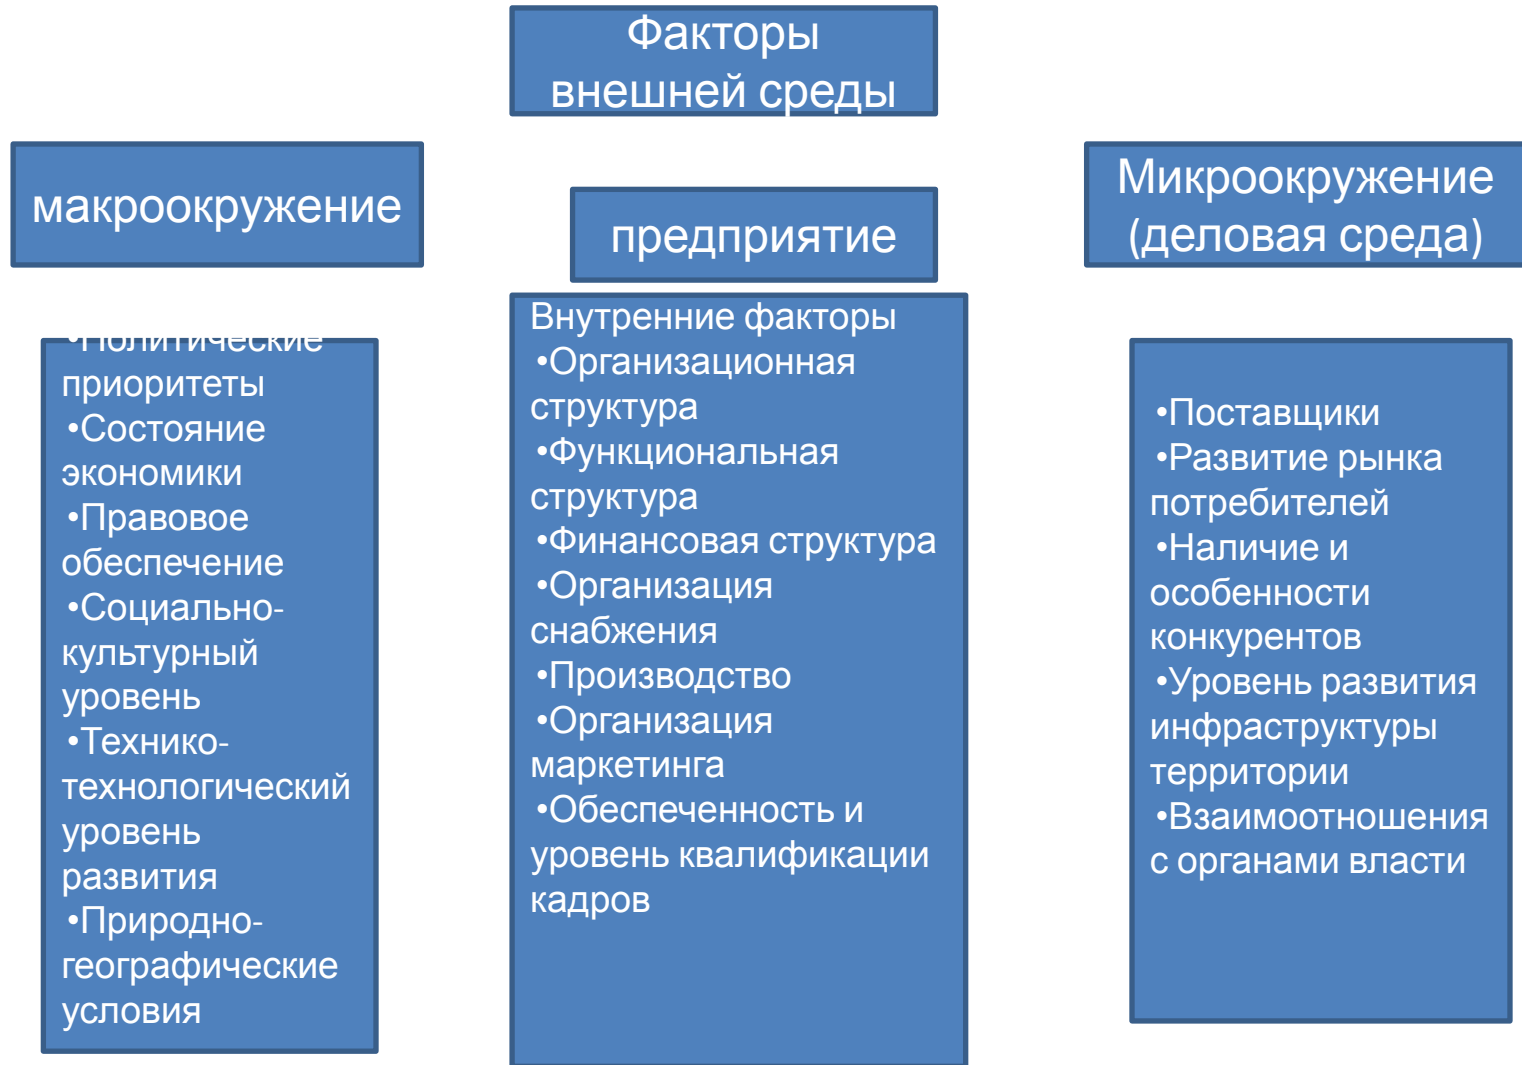 Факторы
внешней среды
макроокружение
•Политические
приоритеты
•Состояние
экономики
•Правовое
обеспечение
•Социально-
культурный
уровень
•Технико-
технологический
уровень
развития
•Природно-
географические
условия
предприятие
Внутренние факторы
•Организационная
структура
•Функциональная
структура
•Финансовая структура
•Организация
снабжения
•Производство
•Организация
маркетинга
•Обеспеченность и
уровень квалификации
кадров
Микроокружение
(деловая среда)
•Поставщики
•Развитие рынка
потребителей
•Наличие и
особенности
конкурентов
•Уровень развития
инфраструктуры
территории
•Взаимоотношения
с органами власти